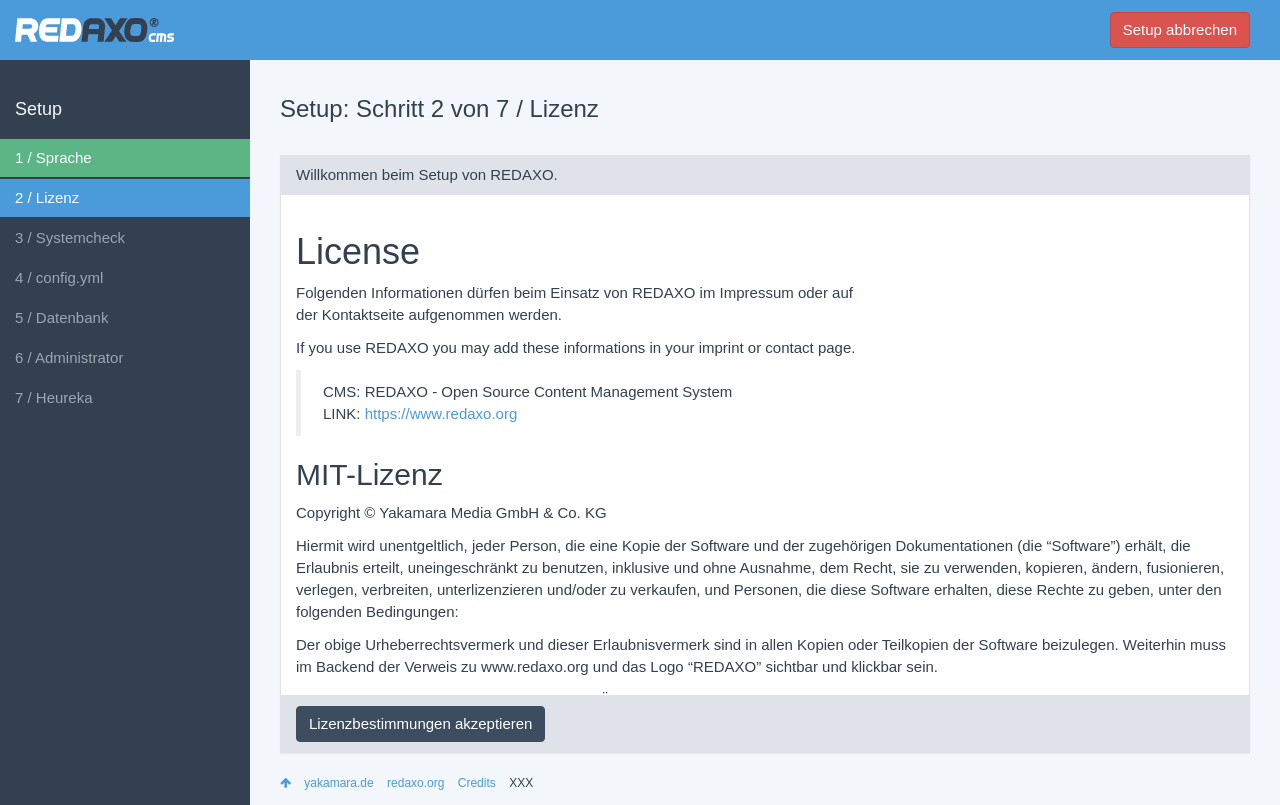 REDAXO® cms
Setup abbrechen
Setup
1 / Sprache
2 / Lizenz
3 / Systemcheck
4 / config.yml
5 / Datenbank
6 / Administrator
7 / Heureka
Setup: Schritt 2 von 7 / Lizenz
Willkommen beim Setup von REDAXO.
License
Folgenden Informationen dürfen beim Einsatz von REDAXO im Impressum oder auf
der Kontaktseite aufgenommen werden.
If you use REDAXO you may add these informations in your imprint or contact page.
CMS: REDAXO - Open Source Content Management System
LINK: https://www.redaxo.org
MIT-Lizenz
Copyright © Yakamara Media GmbH & Co. KG
Hiermit wird unentgeltlich, jeder Person, die eine Kopie der Software und der zugehörigen Dokumentationen (die “Software”) erhält, die
Erlaubnis erteilt, uneingeschränkt zu benutzen, inklusive und ohne Ausnahme, dem Recht, sie zu verwenden, kopieren, ändern, fusionieren,
verlegen, verbreiten, unterlizenzieren und/oder zu verkaufen, und Personen, die diese Software erhalten, diese Rechte zu geben, unter den
folgenden Bedingungen:
Der obige Urheberrechtsvermerk und dieser Erlaubnisvermerk sind in allen Kopien oder Teilkopien der Software beizulegen. Weiterhin muss
im Backend der Verweis zu www.redaxo.org und das Logo “REDAXO” sichtbar und klickbar sein.
Lizenzbestimmungen akzeptieren
yakamara.de redaxo.org Credits XXX